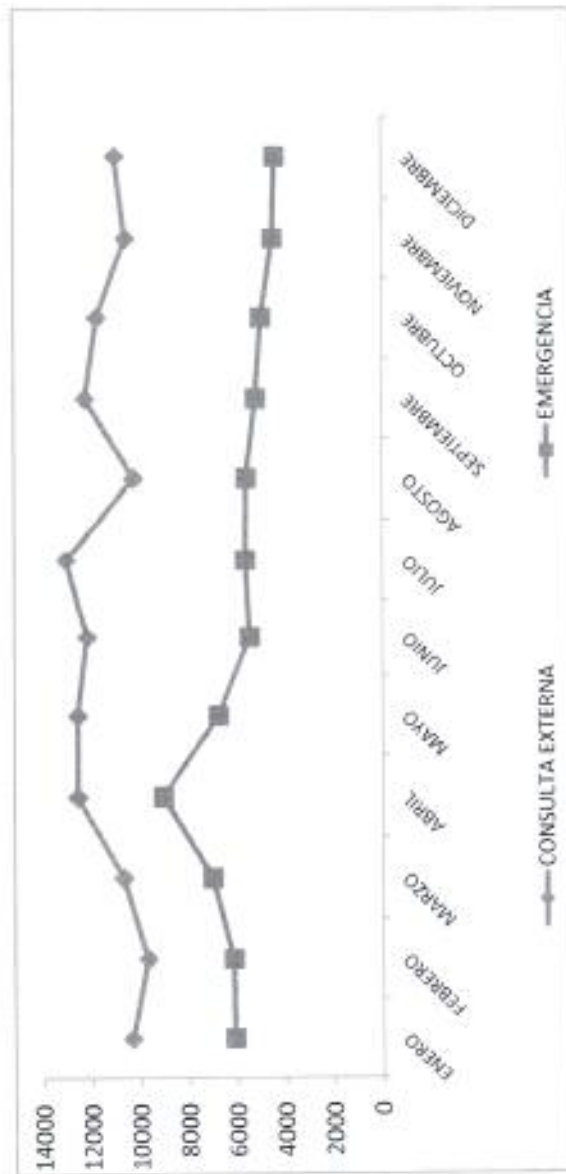 14000
12000
10000
8000
6000
4000
2000
0
ENERO
FEBRERO
MARZO
ABRIL
MAYO
JUNIO
JULIO
AGOSTO
SEPTIEMBRE
OCTUBRE
NOVIEMBRE
DICIEMBRE
CONSULTA EXTERNA
EMERGENCIA